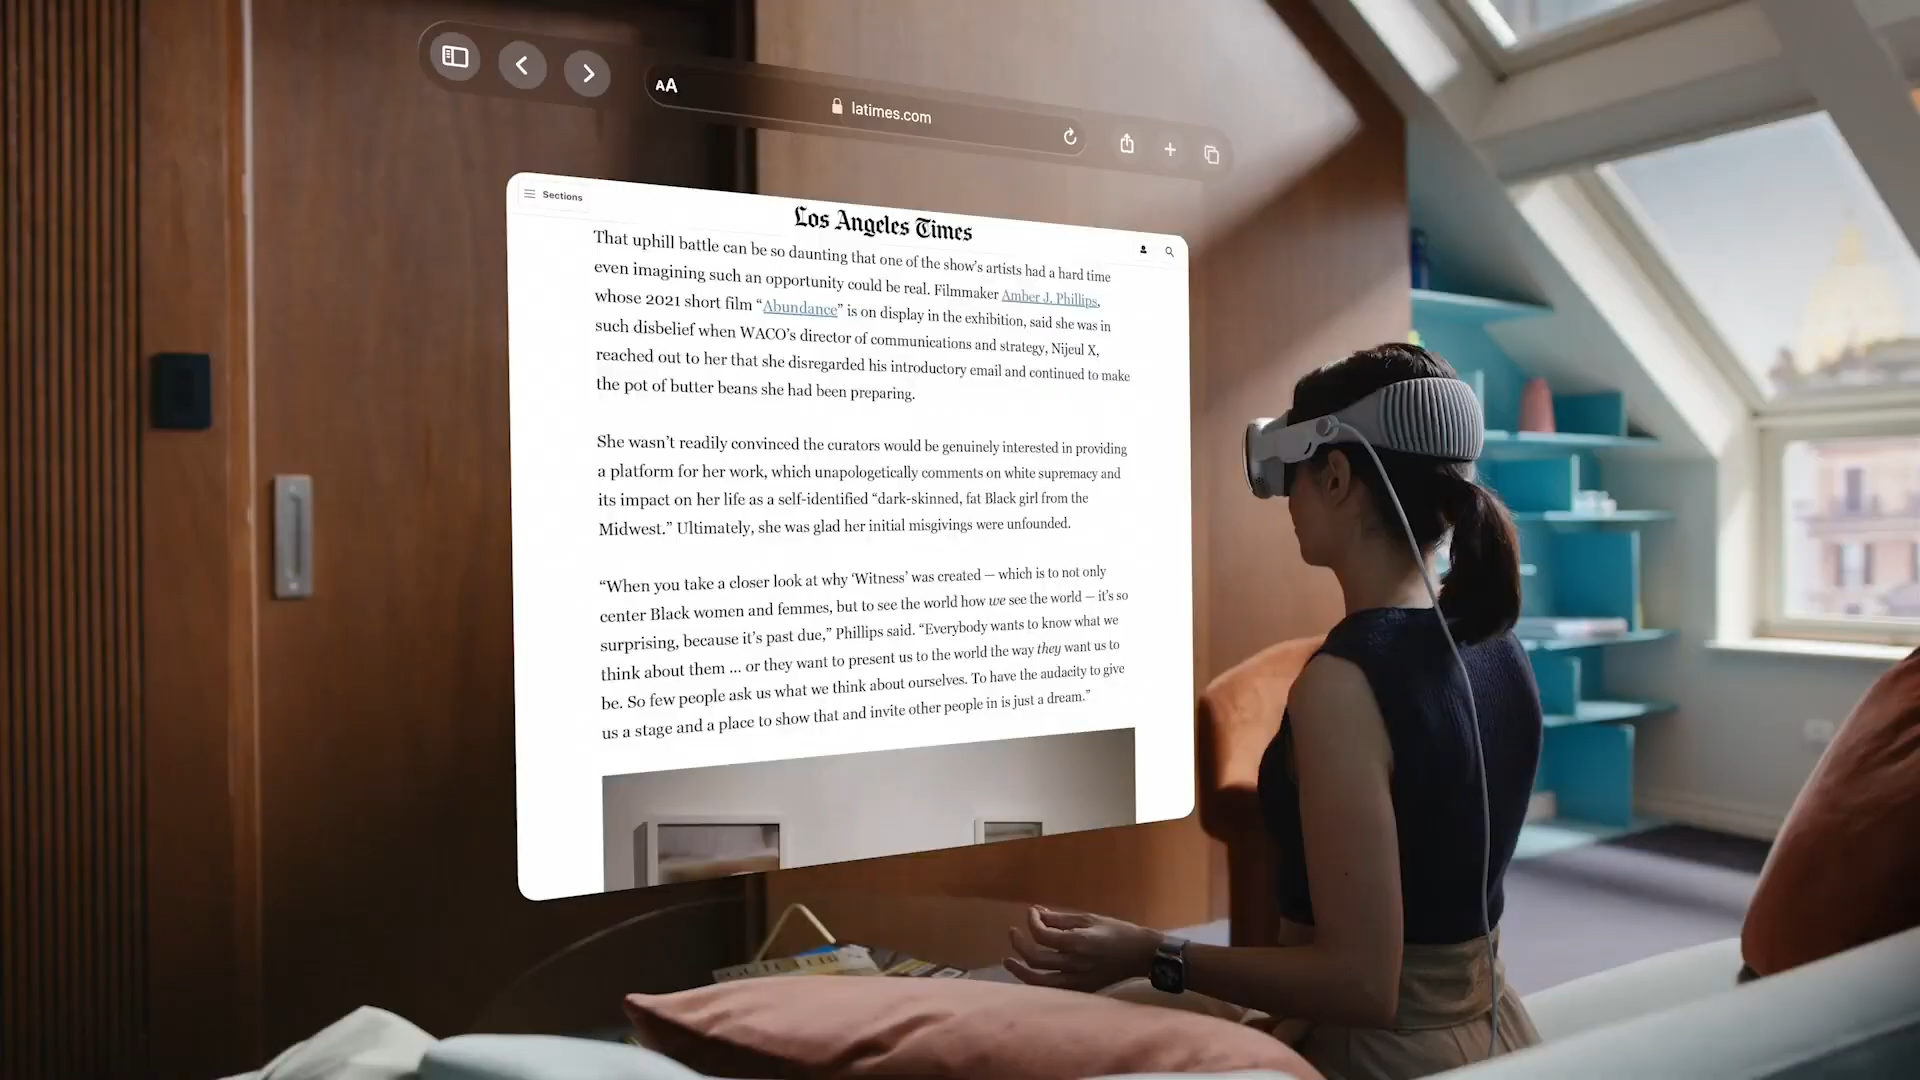 AA
latimes.com
Sections
Los Angeles Times
That uphill battle can be so daunting that one of the show’s artists had a hard time
even imagining such an opportunity could be real. Filmmaker Amber J. Phillips,
whose 2021 short film “Abundance” is on display in the exhibition, said she was in
such disbelief when WACO’s director of communications and strategy, Nijeul X,
reached out to her that she disregarded his introductory email and continued to make
the pot of butter beans she had been preparing.
She wasn’t readily convinced the curators would be genuinely interested in providing
a platform for her work, which unapologetically comments on white supremacy and
its impact on her life as a self-identified “dark-skinned, fat Black girl from the
Midwest.” Ultimately, she was glad her initial misgivings were unfounded.
“When you take a closer look at why ‘Witness’ was created — which is to not only
center Black women and femmes, but to see the world how we see the world — it’s so
surprising, because it’s past due,” Phillips said. “Everybody wants to know what we
think about them ... or they want to present us to the world the way they want us to
be. So few people ask us what we think about ourselves. To have the audacity to give
us a stage and a place to show that and invite other people in is just a dream.”